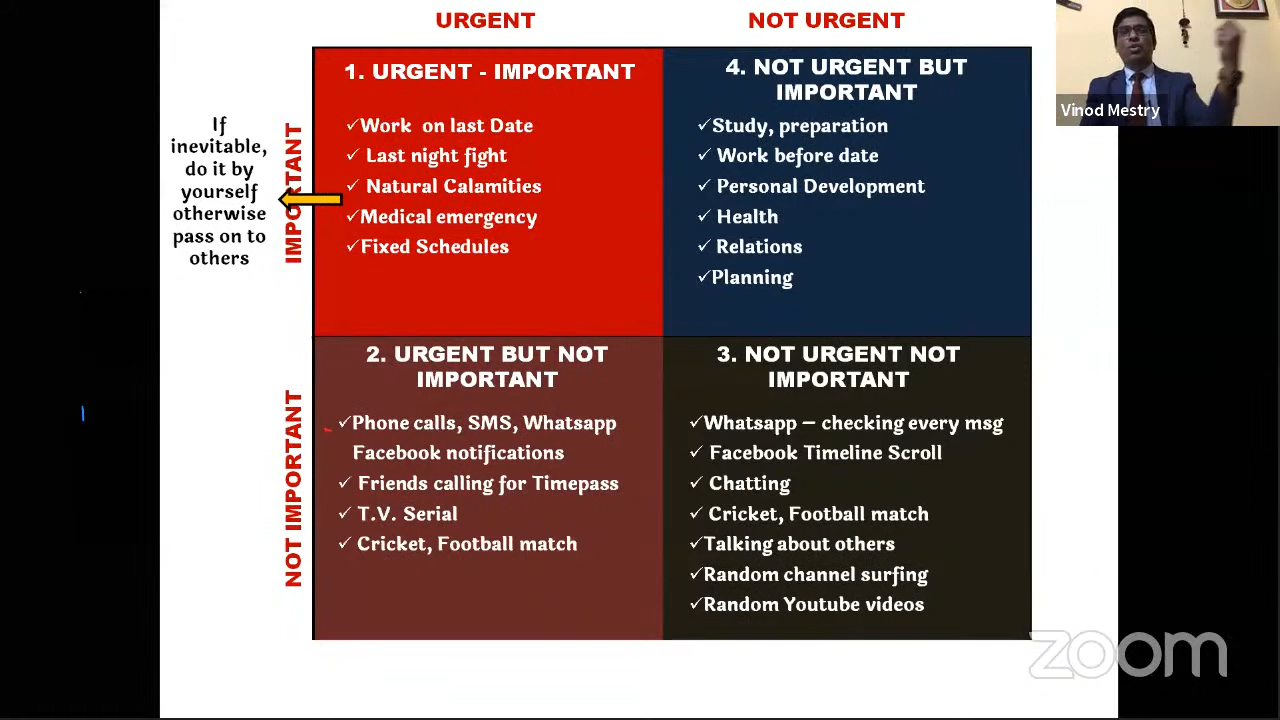 URGENT
NOT URGENT
Vinod Mestry
If
inevitable,
do it by
yourself
otherwise
pass on to
others
IMPORTANT
1. URGENT - IMPORTANT
✓Work on last Date
✓ Last night fight
✓ Natural Calamities
✓Medical emergency
✓Fixed Schedules
4. NOT URGENT BUT
IMPORTANT
✓Study, preparation
✓ Work before date
✓ Personal Development
✓ Health
✓ Relations
✓Planning
NOT IMPORTANT
2. URGENT BUT NOT
IMPORTANT
✓Phone calls, SMS, Whatsapp
Facebook notifications
✓ Friends calling for Timepass
✓ T.V. Serial
✓ Cricket, Football match
3. NOT URGENT NOT
IMPORTANT
✓Whatsapp – checking every msg
✓ Facebook Timeline Scroll
✓ Chatting
✓ Cricket, Football match
✓Talking about others
✓Random channel surfing
✓Random Youtube videos
zoom